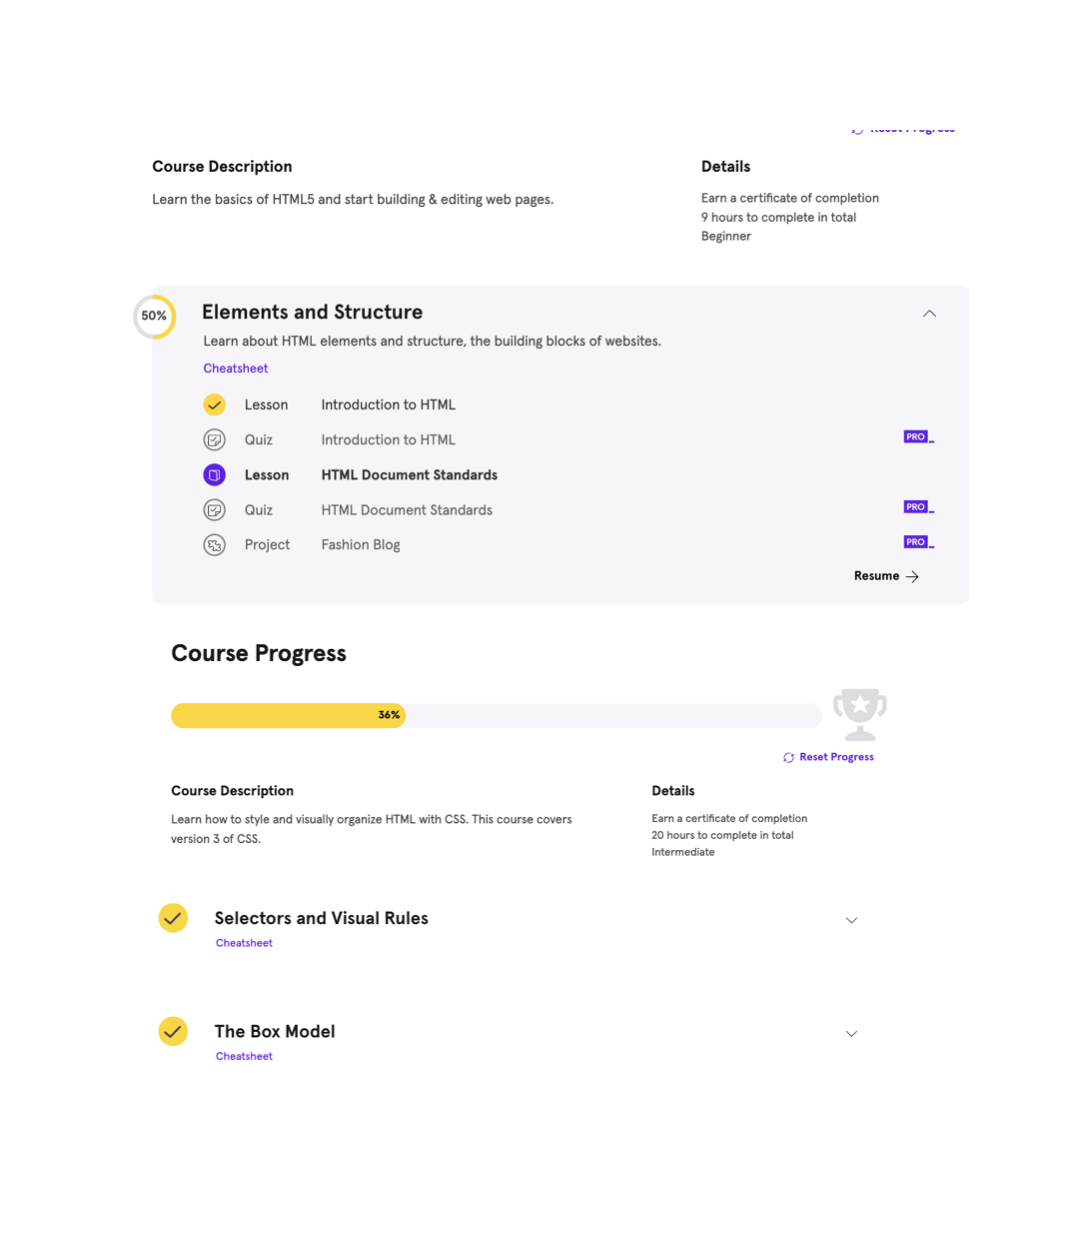 Reset Progress
Course Description
Details
Learn the basics of HTML5 and start building & editing web pages.
Earn a certificate of completion
9 hours to complete in total
Beginner
50%
Elements and Structure
Learn about HTML elements and structure, the building blocks of websites.
Cheatsheet
Lesson Introduction to HTML
Quiz Introduction to HTML PRO
Lesson HTML Document Standards
Quiz HTML Document Standards PRO
Project Fashion Blog PRO
Resume
Course Progress
36%
Reset Progress
Course Description
Details
Learn how to style and visually organize HTML with CSS. This course covers
version 3 of CSS.
Earn a certificate of completion
20 hours to complete in total
Intermediate
Selectors and Visual Rules
Cheatsheet
The Box Model
Cheatsheet